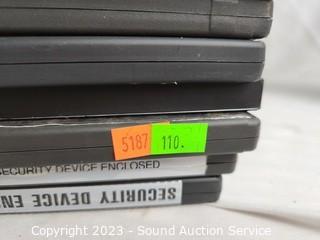 5187 110.
SECURITY DEVICE ENCLOSED
SECURITY DEVICE EN
Copyright 2023 - Sound Auction Service